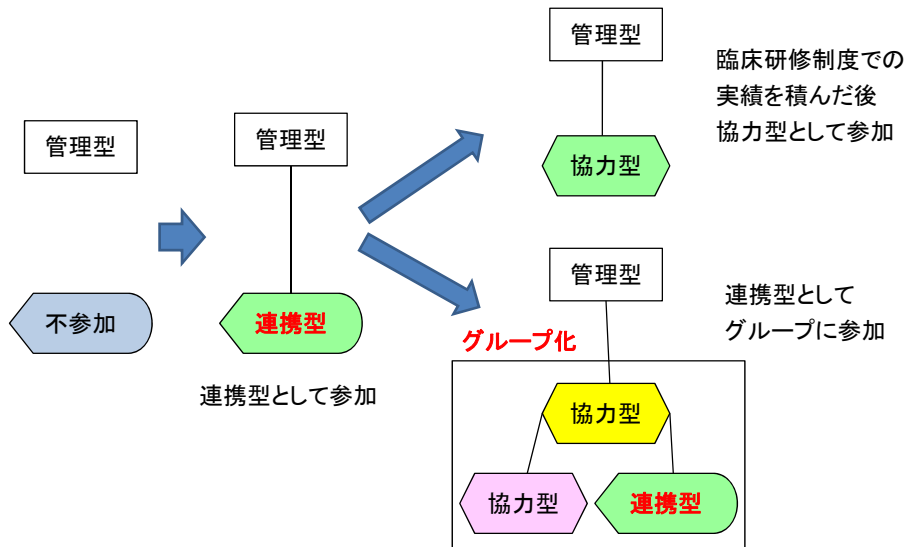 管理型
不参加
管理型
連携型
連携型として参加
管理型
協力型
臨床研修制度での
実績を積んだ後
協力型として参加
管理型
グループ化
協力型
協力型
連携型
連携型として
グループに参加